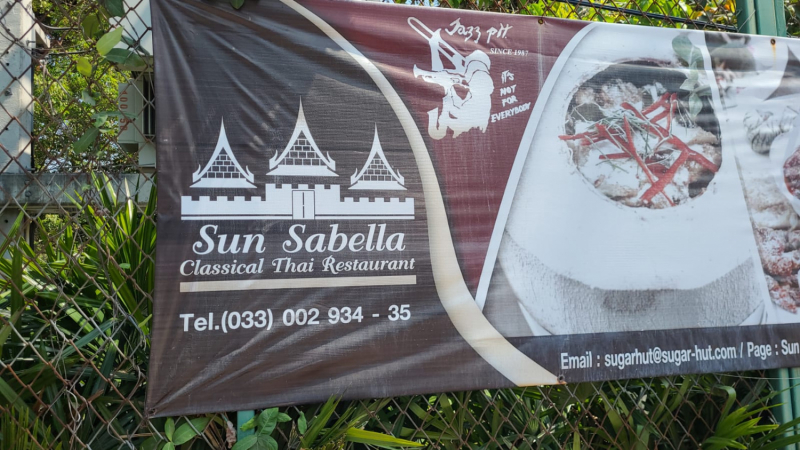 Jazz pit
SINCE 1987
IT'S
NOT
FOR
EVERYBODY
Sun Sabella
Classical Thai Restaurant
Tel.(033) 002 934 - 35
Email : sugarhut@sugar-hut.com / Page : Sun